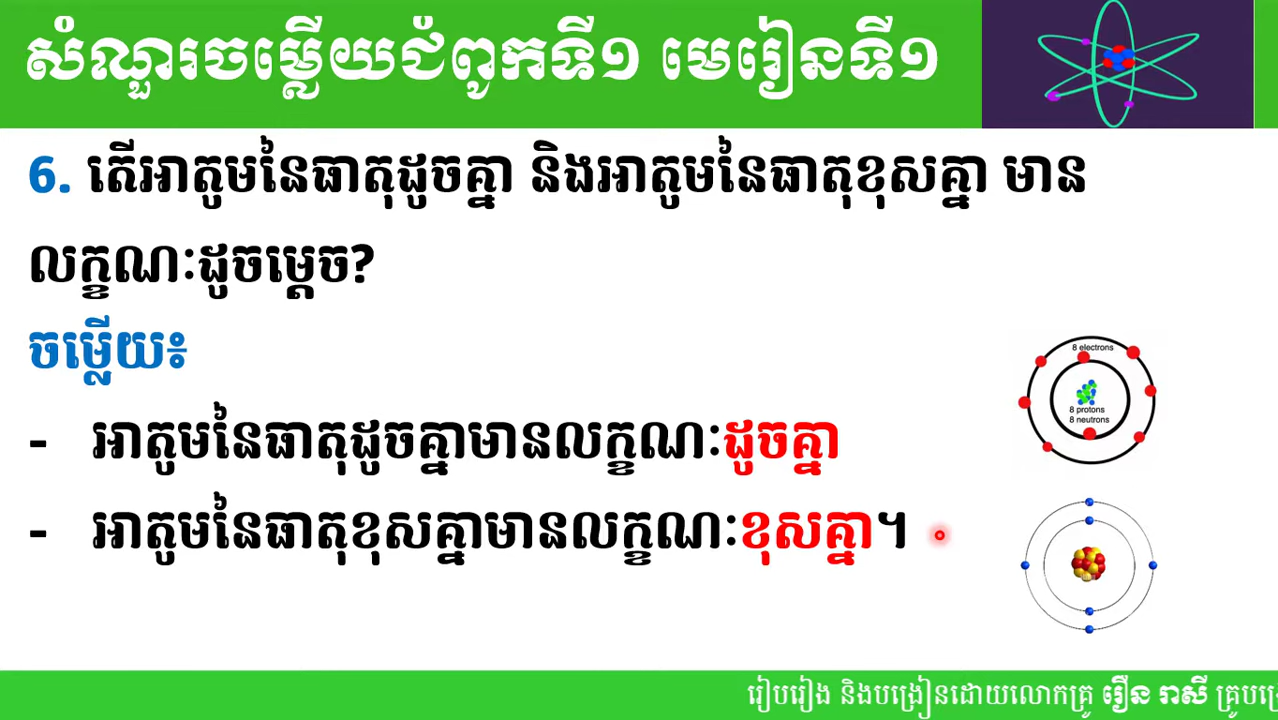 សំណួរចម្លើយជំពូកទី១ មេរៀនទី១
6. តើអាតូមនៃធាតុដូចគ្នា និងអាតូមនៃធាតុខុសគ្នា មាន
លក្ខណៈដូចម្តេច?
ចម្លើយ៖
- អាតូមនៃធាតុដូចគ្នាមានលក្ខណៈដូចគ្នា
- អាតូមនៃធាតុខុសគ្នាមានលក្ខណៈខុសគ្នា។
8 electrons
8 protons
8 neutrons
រៀបរៀង និងបង្រៀនដោយលោកគ្រូ រឿន រាសី